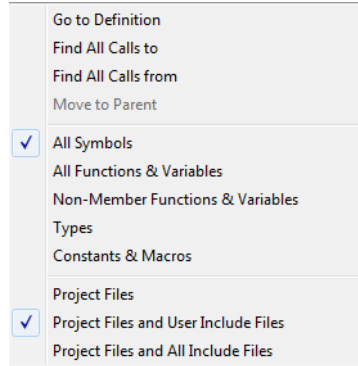 Go to Definition
Find All Calls to
Find All Calls from
Move to Parent
All Symbols
All Functions & Variables
Non-Member Functions & Variables
Types
Constants & Macros
Project Files
Project Files and User Include Files
Project Files and All Include Files